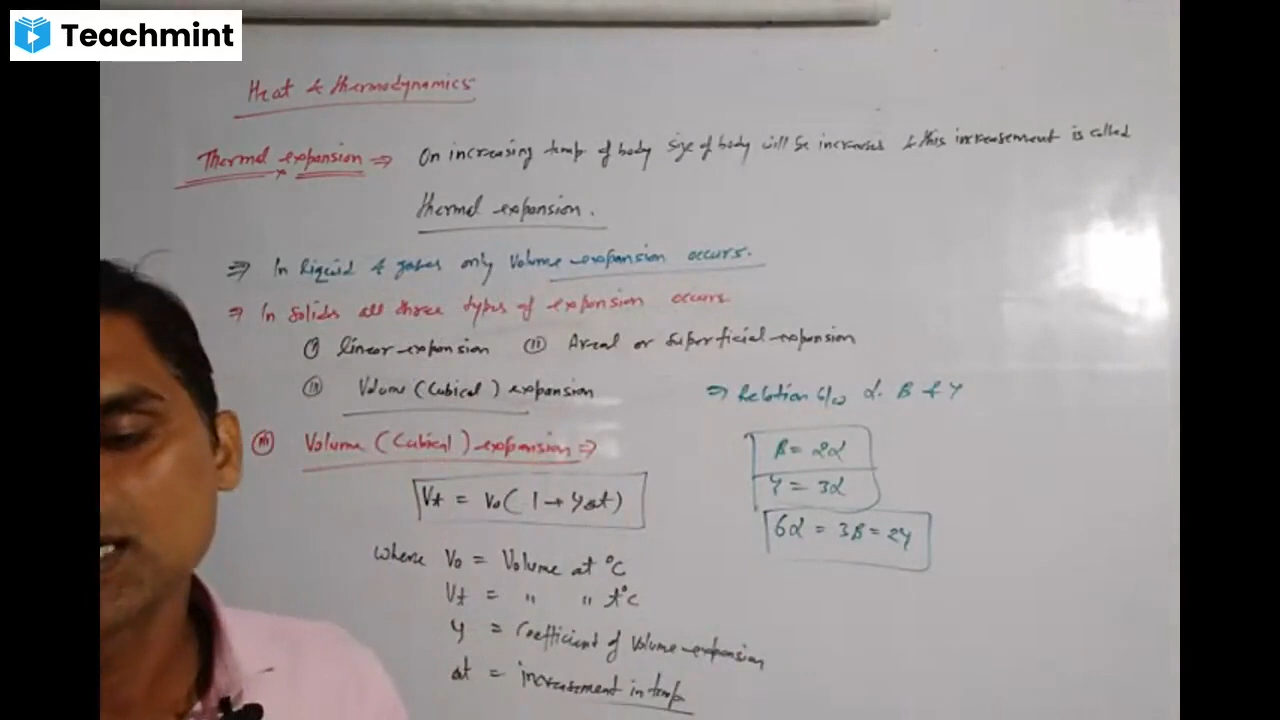 Teachmint
Heat & thermodynamics
Thermal expansion ⇒ On increasing temp of body size of body will be increases & this increasement is called
thermal expansion.
⇒ In liquid & gases only volume expansion occurs.
⇒ In solids all three types of expansion occurs.
(i) linear expansion (ii) Areal or superficial expansion
(iii) Volume (Cubical) expansion
⇒ Relation b/w α, β & γ
(iii) Volume (Cubical) expansion ⇒
β = 2α
γ = 3α
6α = 3β = 2γ
Vt = V0 (1 + γΔt)
where V0 = Volume at 0°C
Vt = " " t°C
γ = Coefficient of volume expansion
Δt = increasement in temp